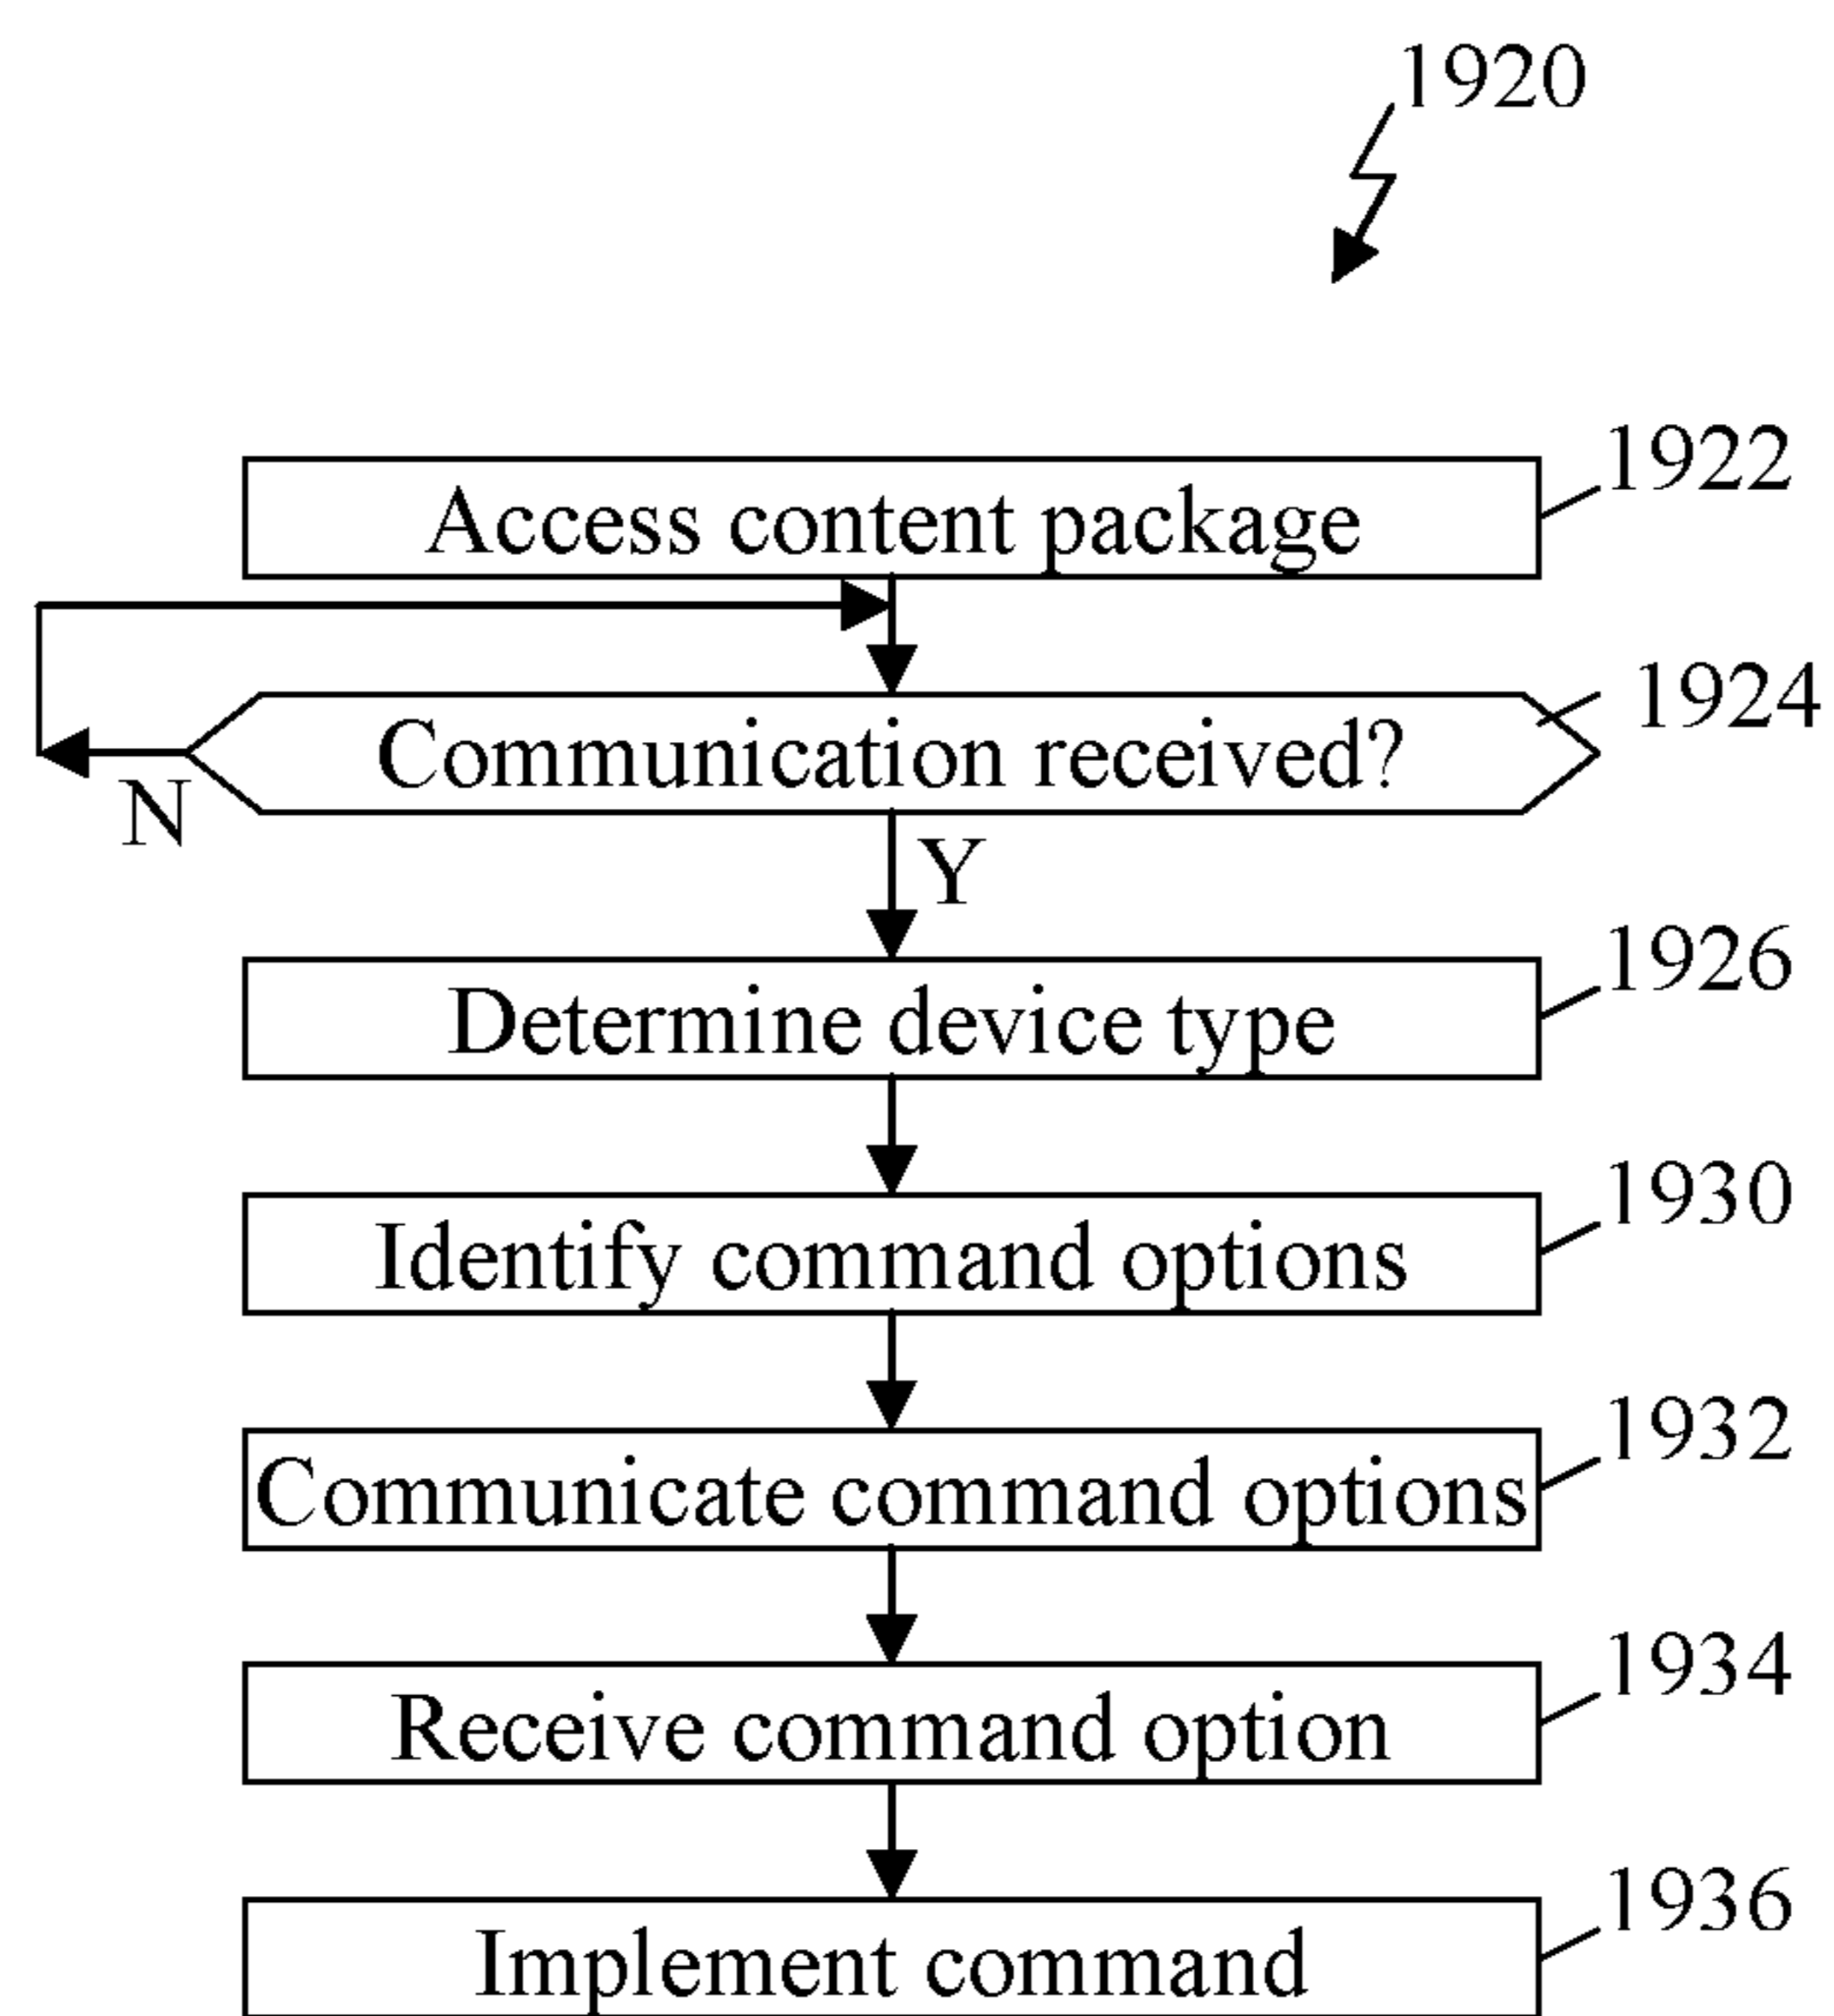 1920
Access content package
1922
Communication received?
1924
N
Y
Determine device type
1926
Identify command options
1930
Communicate command options
1932
Receive command option
1934
Implement command
1936